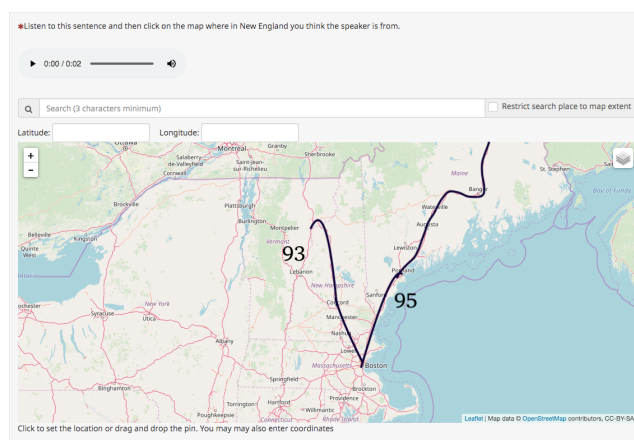 *Listen to this sentence and then click on the map where in New England you think the speaker is from.
0:00 / 0:02
Search (3 characters minimum)
Restrict search place to map extent
Latitude:
Longitude:
Ottawa
Montréal
Granby
Sherbrooke
Salaberry-
de-Valleyfield
Saint-Jean-
sur-Richelieu
Cornwall
Maine
Bangor
St. Stephen
Bay of Fundy
Brockville
Plattsburgh
Waterville
Burlington
Montpelier
Augusta
Belleville
Kingston
Quinte
West
Vermont
93
Lewiston
Lebanon
Portland
New Hampshire
Sanford
95
New York
Concord
Syracuse
Utica
Manchester
Nashua
Albany
Lowell
Massachusetts
Boston
Binghamton
Springfield
Brockton
Torrington
Hartford
Providence
Willimantic
Poughkeepsie
Connecticut
Rhode Island
Leaflet | Map data © OpenStreetMap contributors, CC-BY-SA
Click to set the location or drag and drop the pin. You may may also enter coordinates